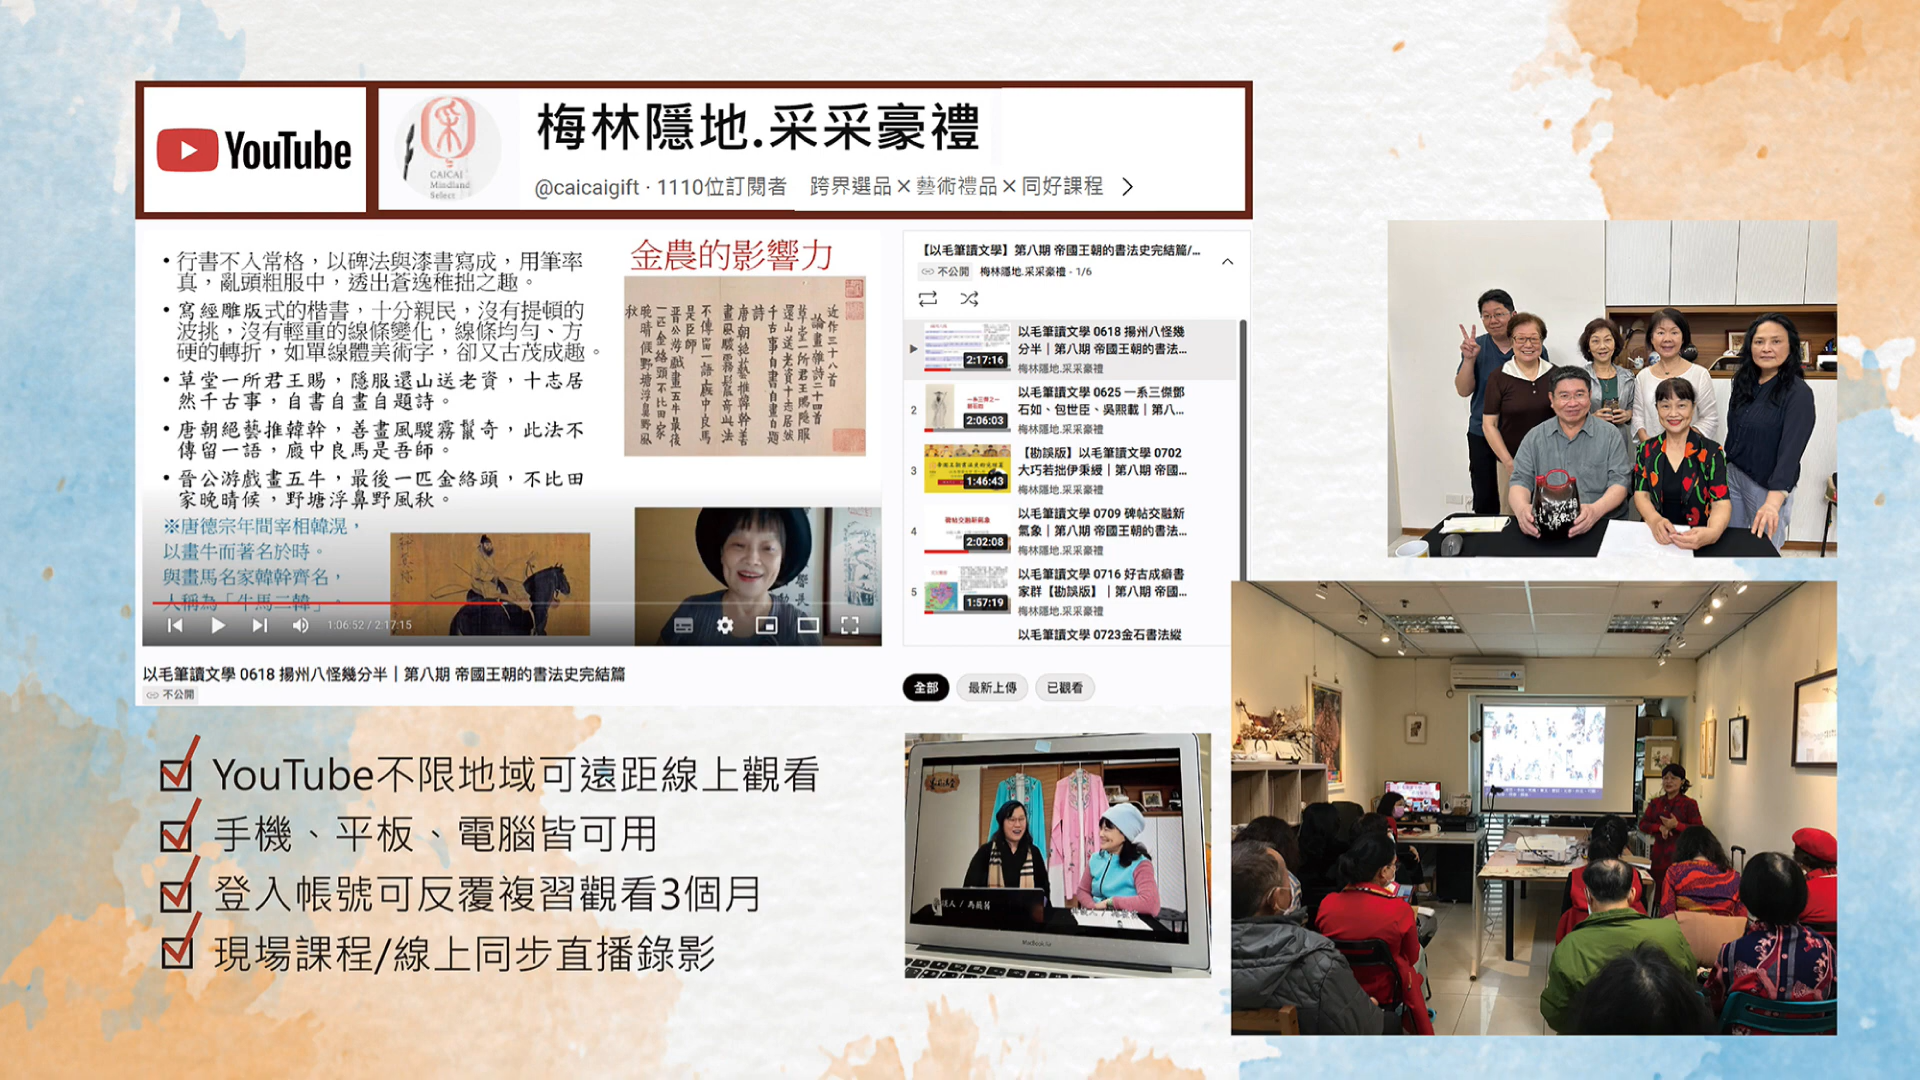 YouTube
采
CAICAI
Mindland
Select
梅林隱地.采采豪禮
@caicaigift · 1110位訂閱者 跨界選品×藝術禮品×同好課程
金農的影響力
• 行書不入常格，以碑法與漆書寫成，用筆率
真，亂頭粗服中，透出蒼逸稚拙之趣。
• 寫經雕版式的楷書，十分親民，沒有提頓的
波挑，沒有輕重的線條變化，線條均勻、方
硬的轉折，如單線體美術字，卻又古茂成趣。
• 草堂一所君王賜，隱服還山送老資，十志居
然千古事，自書自畫自題詩。
• 唐朝絕藝推韓幹，善畫風駿霧鬣奇，此法不
傳留一語，廄中良馬是吾師。
• 晉公游戲畫五牛，最後一匹金絡頭，不比田
家晚晴候，野塘浮鼻野風秋。
※唐德宗年間宰相韓滉，
以畫牛而著名於時。
與畫馬名家韓幹齊名，
人稱為「牛馬二韓」。
1:06:52 / 2:17:15
以毛筆讀文學 0618 揚州八怪幾分半｜第八期 帝國王朝的書法史完結篇
不公開
【以毛筆讀文學】第八期 帝國王朝的書法史完結篇/...
不公開 梅林隱地.采采豪禮 - 1/6
2:17:16
以毛筆讀文學 0618 揚州八怪幾
分半｜第八期 帝國王朝的書法...
梅林隱地.采采豪禮
2
2:06:03
以毛筆讀文學 0625 一系三傑鄧
石如、包世臣、吳熙載｜第八...
梅林隱地.采采豪禮
3
1:46:43
【勘誤版】以毛筆讀文學 0702
大巧若拙伊秉綬｜第八期 帝國...
梅林隱地.采采豪禮
4
碑帖交融新氣象
2:02:08
以毛筆讀文學 0709 碑帖交融新
氣象｜第八期 帝國王朝的書法...
梅林隱地.采采豪禮
5
1:57:19
以毛筆讀文學 0716 好古成癖書
家群【勘誤版】｜第八期 帝國...
梅林隱地.采采豪禮
以毛筆讀文學 0723金石書法縱
全部
最新上傳
已觀看
YouTube不限地域可遠距線上觀看
手機、平板、電腦皆可用
登入帳號可反覆複習觀看3個月
現場課程/線上同步直播錄影
MacBook Air